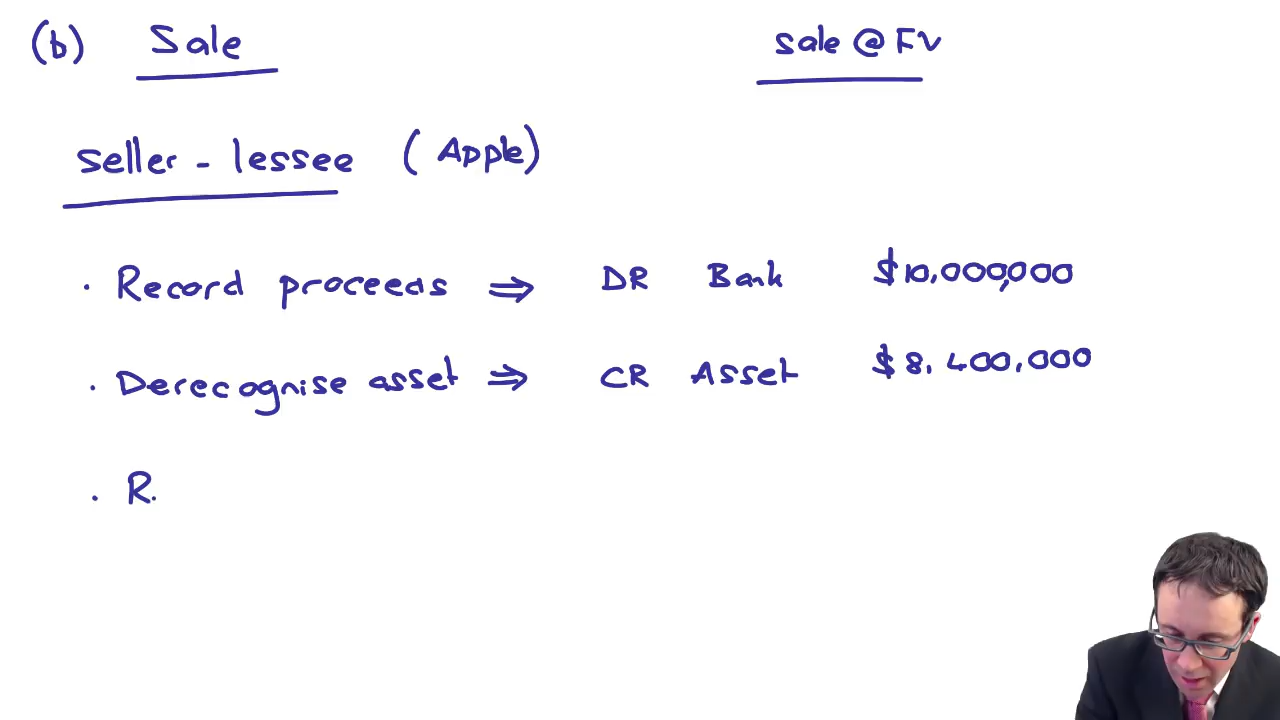 (b) Sale sale @ FV
Seller - lessee (Apple)
· Record proceeds ⇒ DR Bank $10,000,000
· Derecognise asset ⇒ CR Asset $8,400,000
· R.